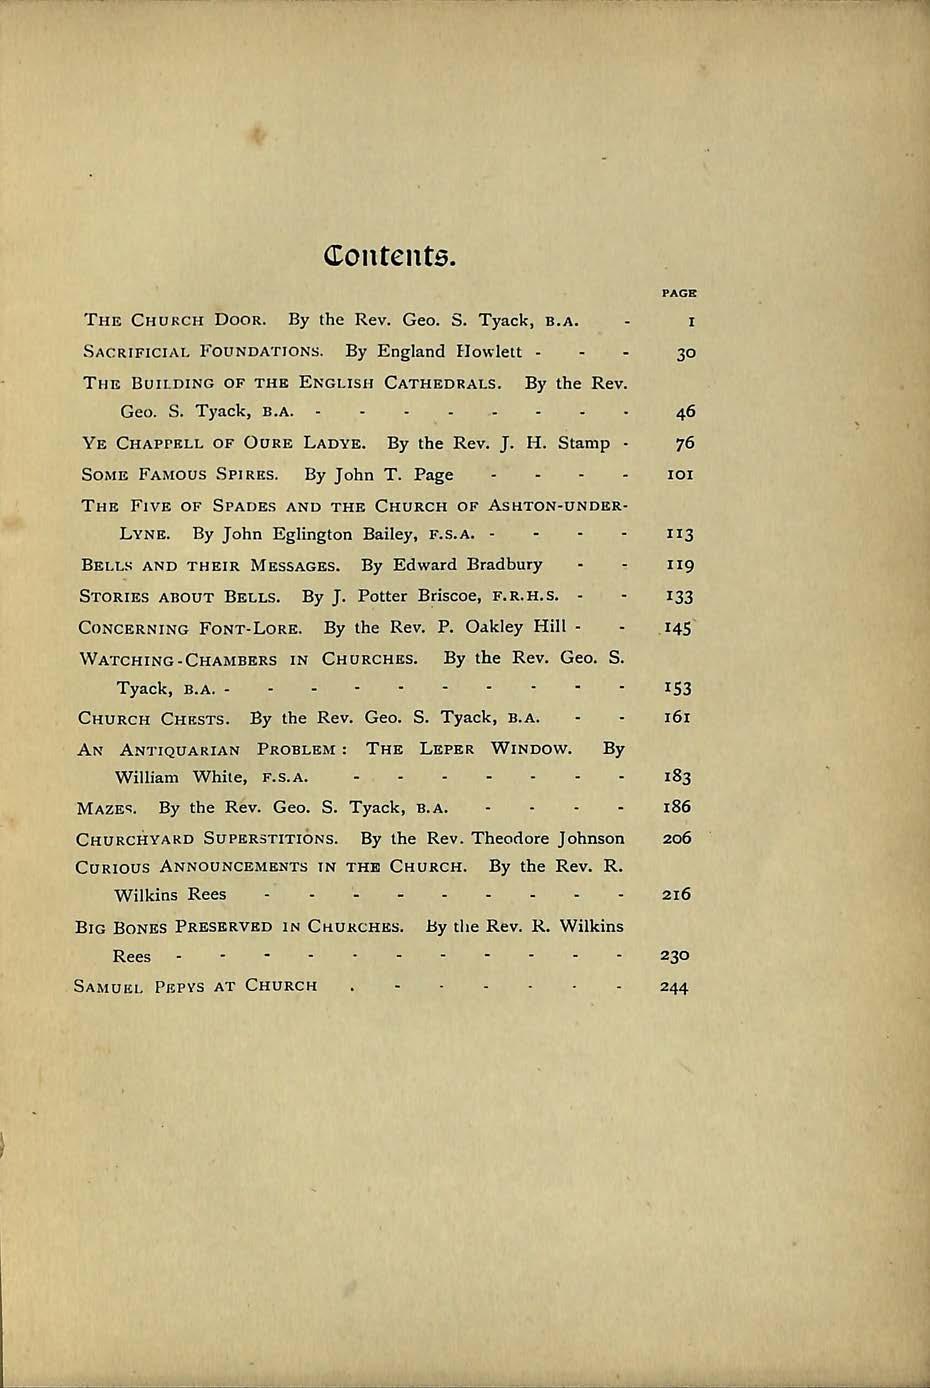 Contents.
PAGE
THE CHURCH DOOR. By the Rev. Geo. S. Tyack, B.A. - 1
SACRIFICIAL FOUNDATIONS. By England Howlett - - - 30
THE BUILDING OF THE ENGLISH CATHEDRALS. By the Rev.
Geo. S. Tyack, B.A. - - - - - - - - 46
YE CHAPPELL OF OURE LADYE. By the Rev. J. H. Stamp - 76
SOME FAMOUS SPIRES. By John T. Page - - - - 101
THE FIVE OF SPADES AND THE CHURCH OF ASHTON-UNDER-
LYNE. By John Eglington Bailey, F.S.A. - - - - 113
BELLS AND THEIR MESSAGES. By Edward Bradbury - - 119
STORIES ABOUT BELLS. By J. Potter Briscoe, F.R.H.S. - - 133
CONCERNING FONT-LORE. By the Rev. P. Oakley Hill - - 145
WATCHING-CHAMBERS IN CHURCHES. By the Rev. Geo. S.
Tyack, B.A. - - - - - - - - - - 153
CHURCH CHESTS. By the Rev. Geo. S. Tyack, B.A. - - 161
AN ANTIQUARIAN PROBLEM: THE LEPER WINDOW. By
William White, F.S.A. - - - - - - - 183
MAZES. By the Rev. Geo. S. Tyack, B.A. - - - - 186
CHURCHYARD SUPERSTITIONS. By the Rev. Theodore Johnson 206
CURIOUS ANNOUNCEMENTS IN THE CHURCH. By the Rev. R.
Wilkins Rees - - - - - - - - - 216
BIG BONES PRESERVED IN CHURCHES. By the Rev. R. Wilkins
Rees - - - - - - - - - - - 230
SAMUEL PEPYS AT CHURCH . - - - - - - 244